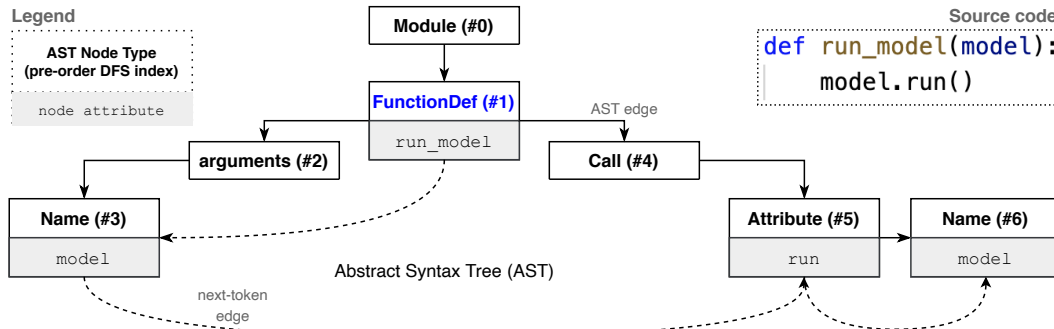 Legend
AST Node Type
(pre-order DFS index)
node attribute
Module (#0)
Source code
def run_model(model):
model.run()
FunctionDef (#1)
run_model
AST edge
arguments (#2)
Call (#4)
Name (#3)
model
Attribute (#5)
run
Name (#6)
model
Abstract Syntax Tree (AST)
next-token
edge